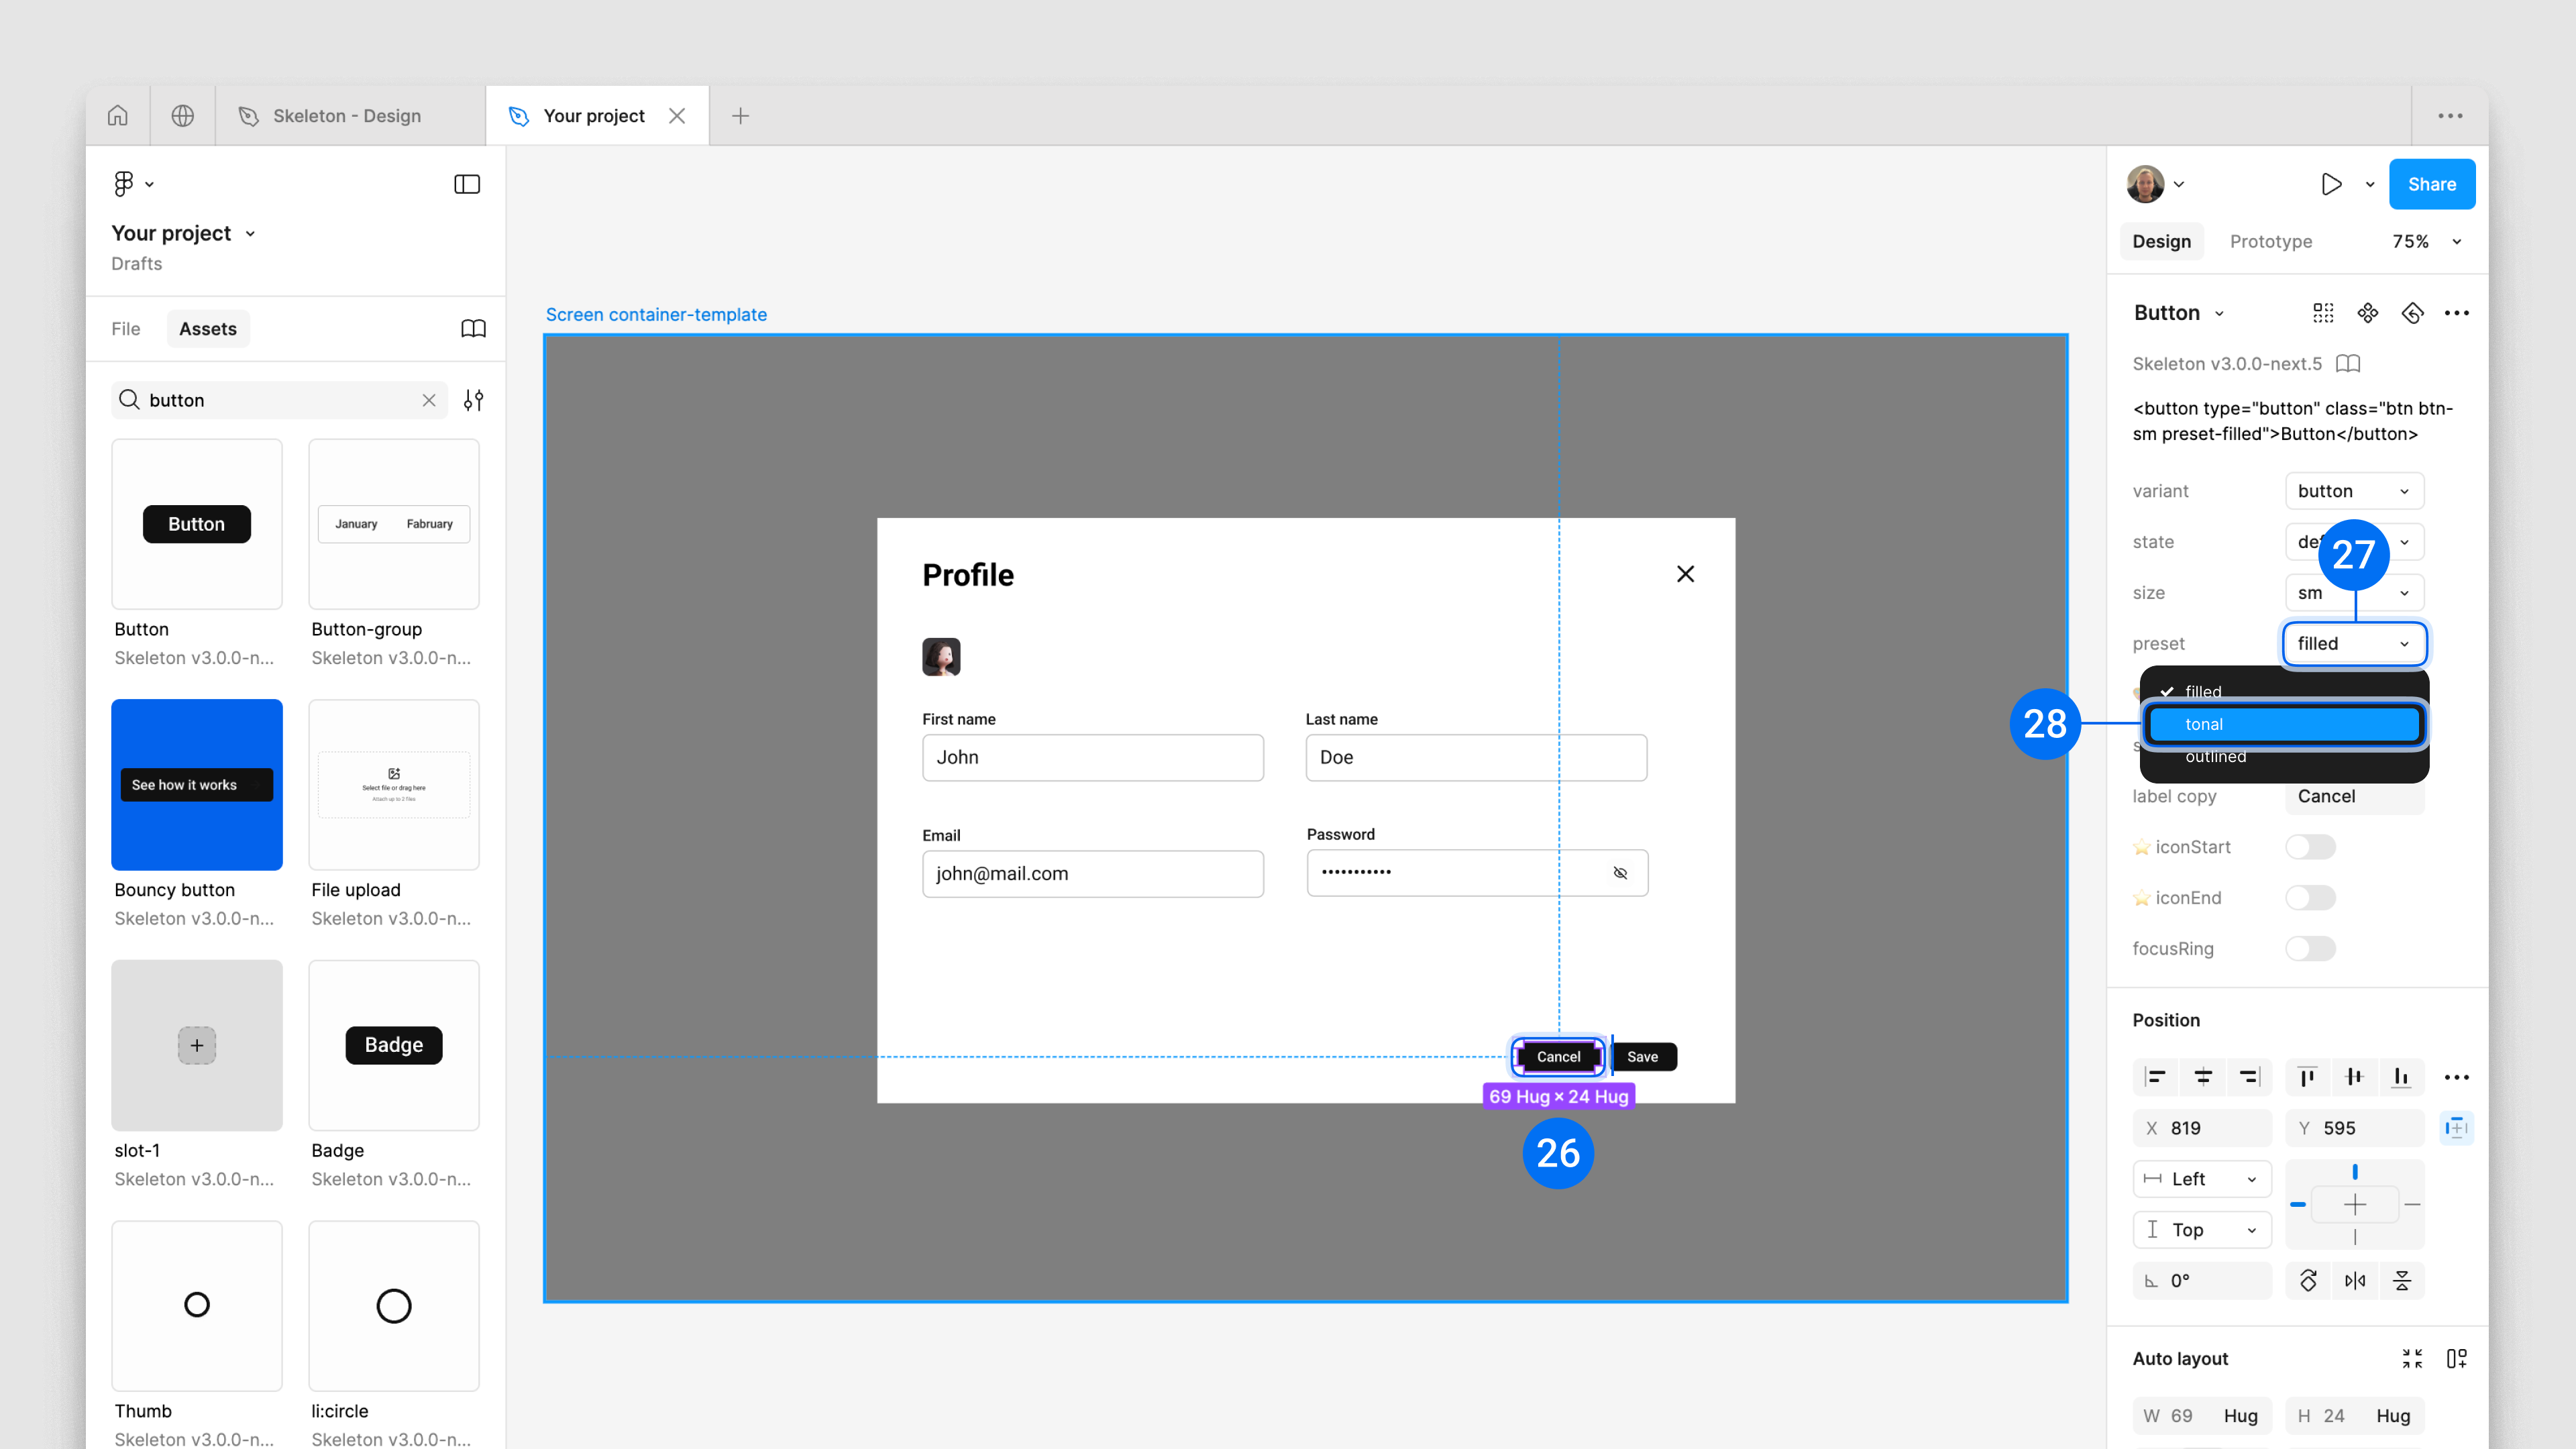 Skeleton - Design
Your project
Your project
Drafts
File
Assets
button
Button
January
Fabruary
Button
Skeleton v3.0.0-n...
Button-group
Skeleton v3.0.0-n...
See how it works
Select file or drag here
Attach up to 2 files
Bouncy button
Skeleton v3.0.0-n...
File upload
Skeleton v3.0.0-n...
+
Badge
slot-1
Skeleton v3.0.0-n...
Badge
Skeleton v3.0.0-n...
Thumb
Skeleton v3.0.0-n...
li:circle
Skeleton v3.0.0-n...
Screen container-template
Profile
First name
John
Last name
Doe
Email
john@mail.com
Password
•••••••••••
Cancel
Save
69 Hug × 24 Hug
26
Share
Design
Prototype
75%
Button
Skeleton v3.0.0-next.5
<button type="button" class="btn btn-
sm preset-filled">Button</button>
variant
button
state
27
size
sm
preset
filled
filled
28
tonal
outlined
label copy
Cancel
iconStart
iconEnd
focusRing
Position
X 819
Y 595
Left
Top
0°
Auto layout
W 69 Hug
H 24 Hug